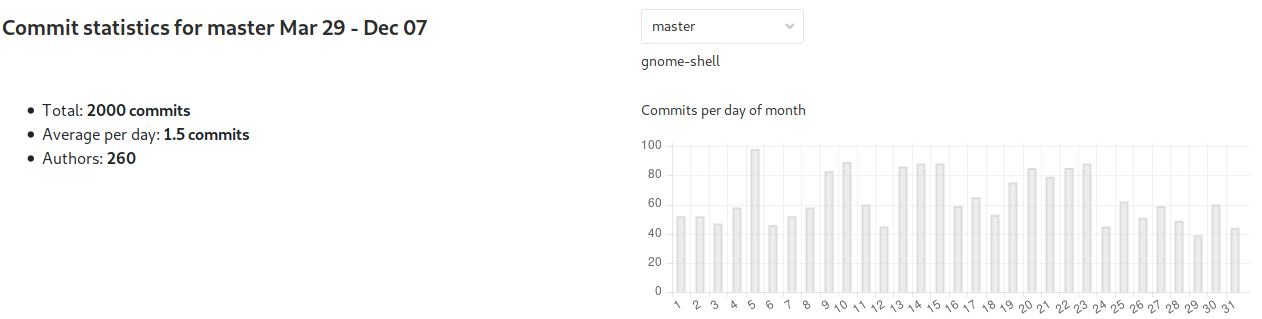 Commit statistics for master Mar 29 - Dec 07
• Total: 2000 commits
• Average per day: 1.5 commits
• Authors: 260
master
gnome-shell
Commits per day of month
100
80
60
40
20
0
1 2 3 4 5 6 7 8 9 10 11 12 13 14 15 16 17 18 19 20 21 22 23 24 25 26 27 28 29 30 31